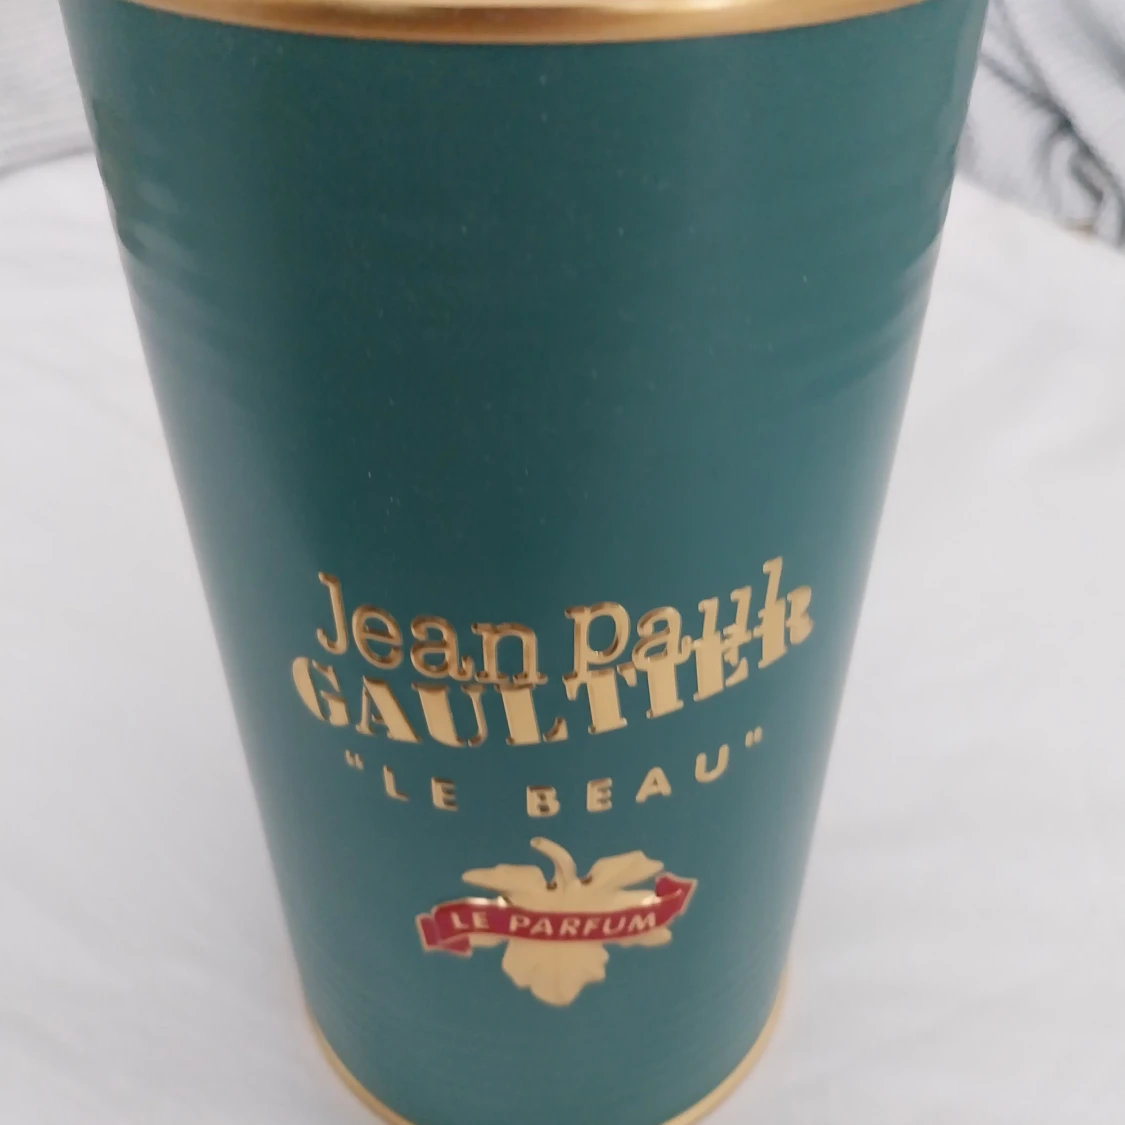 Jean Paul
GAULTIER
"LE BEAU"
LE PARFUM